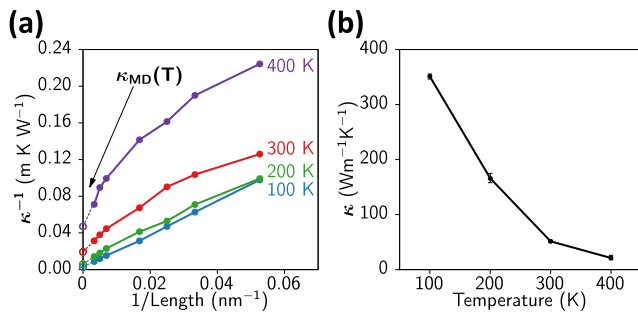 (a)
0.24
0.20
0.16
0.12
0.08
0.04
0.00
κ⁻¹ (m K W⁻¹)
κMD(T)
400 K
300 K
200 K
100 K
0.00
0.02
0.04
0.06
1/Length (nm⁻¹)
(b)
400
300
200
100
0
κ (Wm⁻¹K⁻¹)
100
200
300
400
Temperature (K)